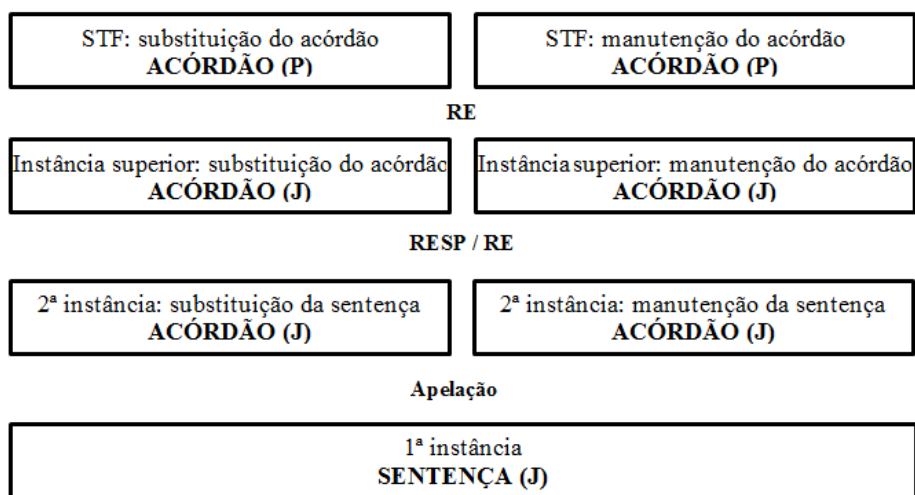 STF: substituição do acórdão
ACÓRDÃO (P)
STF: manutenção do acórdão
ACÓRDÃO (P)
RE
Instância superior: substituição do acórdão
ACÓRDÃO (J)
Instância superior: manutenção do acórdão
ACÓRDÃO (J)
RESP / RE
2ª instância: substituição da sentença
ACÓRDÃO (J)
2ª instância: manutenção da sentença
ACÓRDÃO (J)
Apelação
1ª instância
SENTENÇA (J)